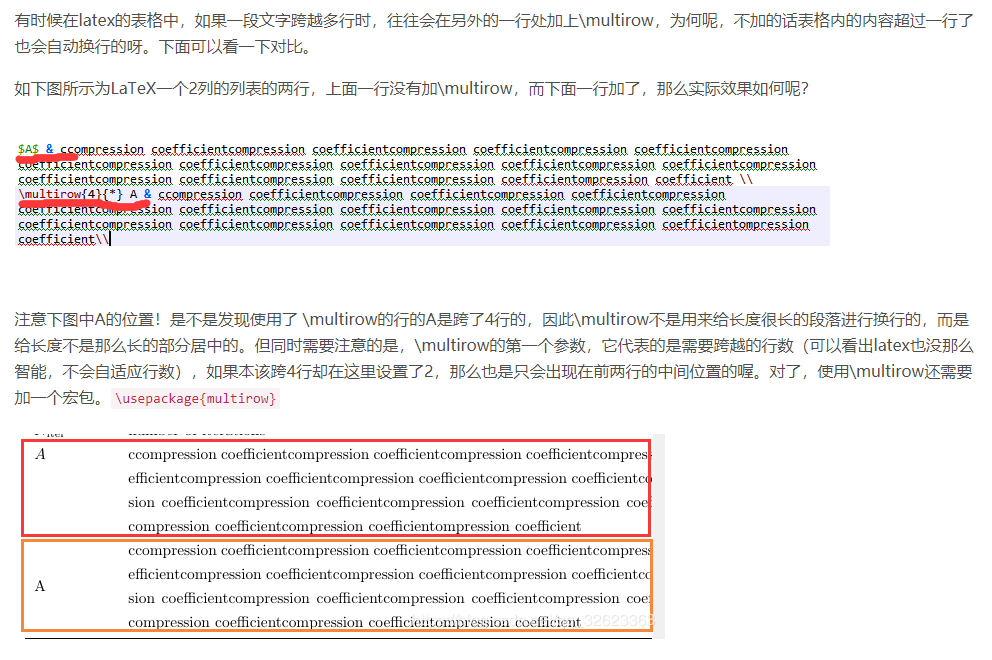 有时候在latex的表格中，如果一段文字跨越多行时，往往会在另外的一行处加上\multirow，为何呢，不加的话表格内的内容超过一行了
也会自动换行的呀。下面可以看一下对比。
如下图所示为LaTeX一个2列的列表的两行，上面一行没有加\multirow，而下面一行加了，那么实际效果如何呢？
$A$ & ccompression coefficientcompression coefficientcompression coefficientcompression coefficientcompression
coefficientcompression coefficientcompression coefficientcompression coefficientcompression coefficientcompression
coefficientcompression coefficientcompression coefficientcompression coefficientompression coefficient \\
\multirow{4}{*} A & ccompression coefficientcompression coefficientcompression coefficientcompression
coefficientcompression coefficientcompression coefficientcompression coefficientcompression coefficientcompression
coefficientcompression coefficientcompression coefficientcompression coefficientcompression coefficientompression
coefficient\\
注意下图中A的位置！是不是发现使用了 \multirow的行的A是跨了4行的，因此\multirow不是用来给长度很长的段落进行换行的，而是
给长度不是那么长的部分居中的。但同时需要注意的是，\multirow的第一个参数，它代表的是需要跨越的行数（可以看出latex也没那么
智能，不会自适应行数），如果本该跨4行却在这里设置了2，那么也是只会出现在前两行的中间位置的喔。对了，使用\multirow还需要
加一个宏包。 \usepackage{multirow}
A ccompression coefficientcompression coefficientcompression coefficientcompres
efficientcompression coefficientcompression coefficientcompression coefficientco
sion coefficientcompression coefficientcompression coefficientcompression coef
compression coefficientcompression coefficientompression coefficient
ccompression coefficientcompression coefficientcompression coefficientcompress
efficientcompression coefficientcompression coefficientcompression coefficientco
A
sion coefficientcompression coefficientcompression coefficientcompression coef
compression coefficientcompression coefficientompression coefficient